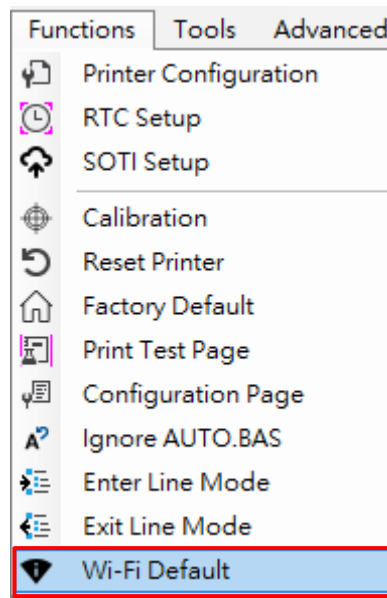 Functions Tools Advanced
Printer Configuration
RTC Setup
SOTI Setup
Calibration
Reset Printer
Factory Default
Print Test Page
Configuration Page
Ignore AUTO.BAS
Enter Line Mode
Exit Line Mode
Wi-Fi Default